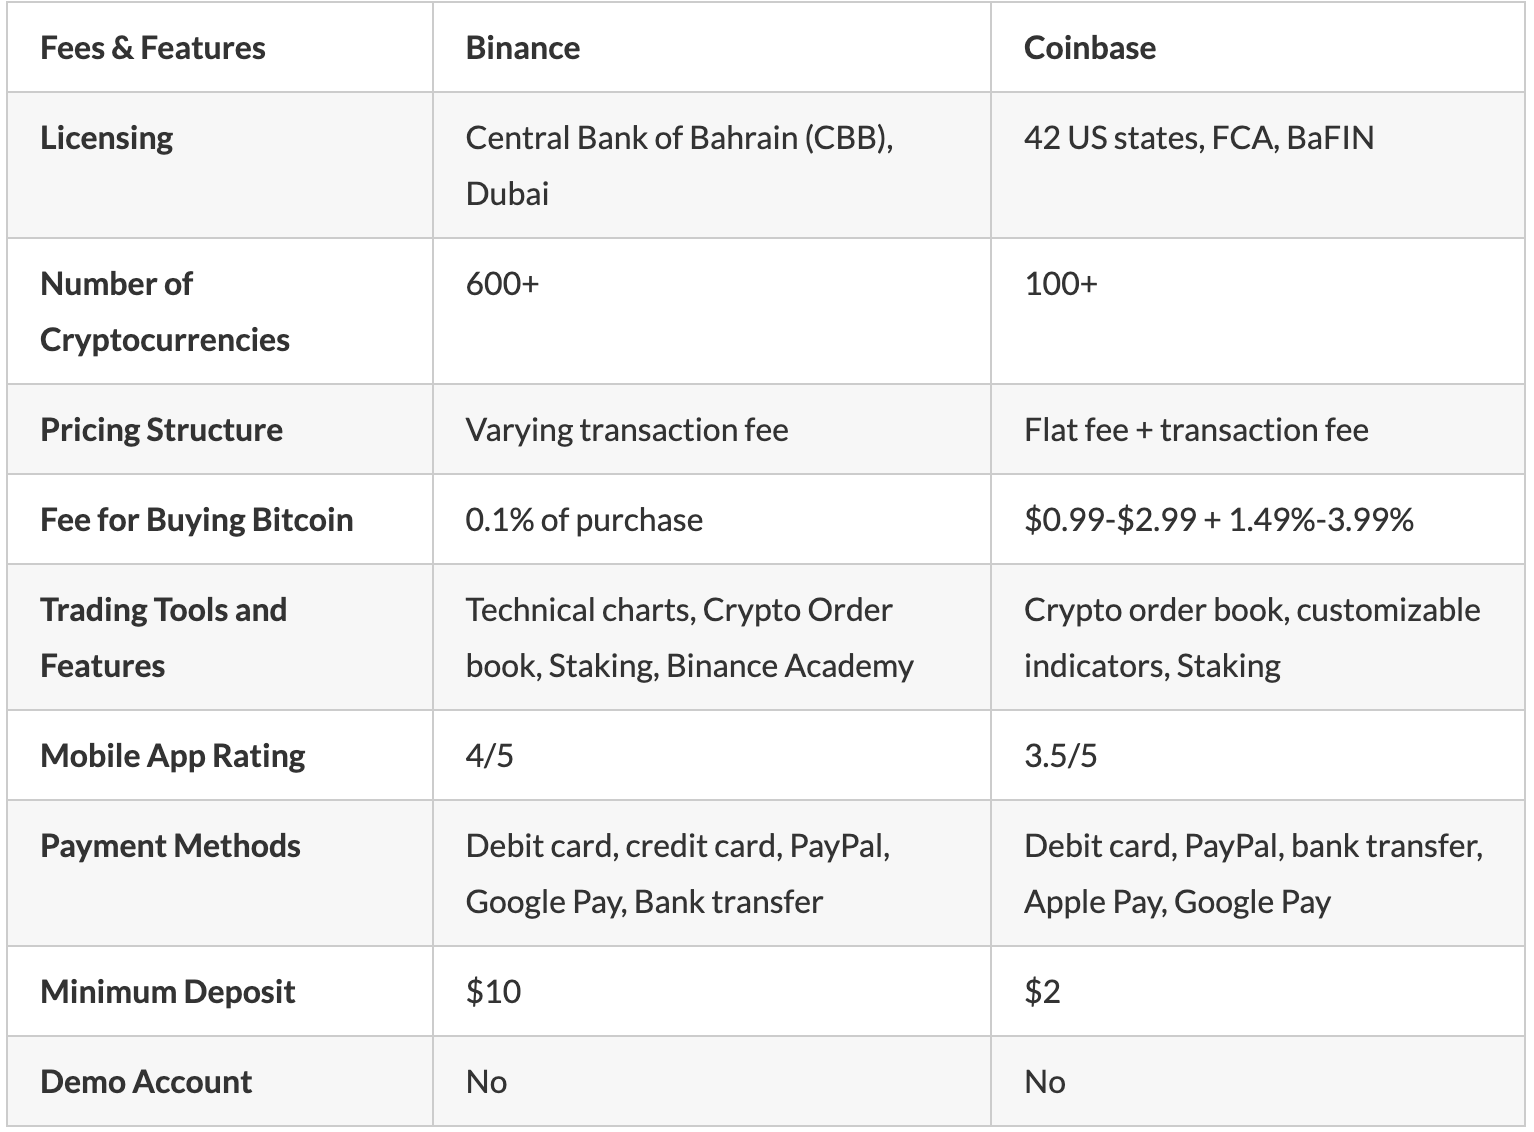 Fees & Features
Binance
Coinbase
Licensing
Central Bank of Bahrain (CBB),
Dubai
42 US states, FCA, BaFIN
Number of
Cryptocurrencies
600+
100+
Pricing Structure
Varying transaction fee
Flat fee + transaction fee
Fee for Buying Bitcoin
0.1% of purchase
$0.99-$2.99 + 1.49%-3.99%
Trading Tools and
Features
Technical charts, Crypto Order
book, Staking, Binance Academy
Crypto order book, customizable
indicators, Staking
Mobile App Rating
4/5
3.5/5
Payment Methods
Debit card, credit card, PayPal,
Google Pay, Bank transfer
Debit card, PayPal, bank transfer,
Apple Pay, Google Pay
Minimum Deposit
$10
$2
Demo Account
No
No